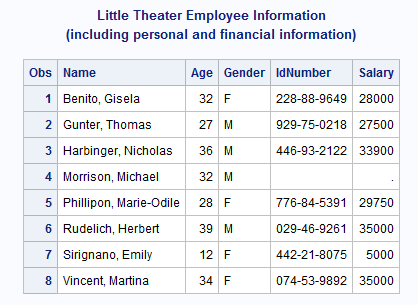 Little Theater Employee Information
(including personal and financial information)
Obs Name Age Gender IdNumber Salary
1 Benito, Gisela 32 F 228-88-9649 28000
2 Gunter, Thomas 27 M 929-75-0218 27500
3 Harbinger, Nicholas 36 M 446-93-2122 33900
4 Morrison, Michael 32 M .
5 Phillipon, Marie-Odile 28 F 776-84-5391 29750
6 Rudelich, Herbert 39 M 029-46-9261 35000
7 Sirignano, Emily 12 F 442-21-8075 5000
8 Vincent, Martina 34 F 074-53-9892 35000